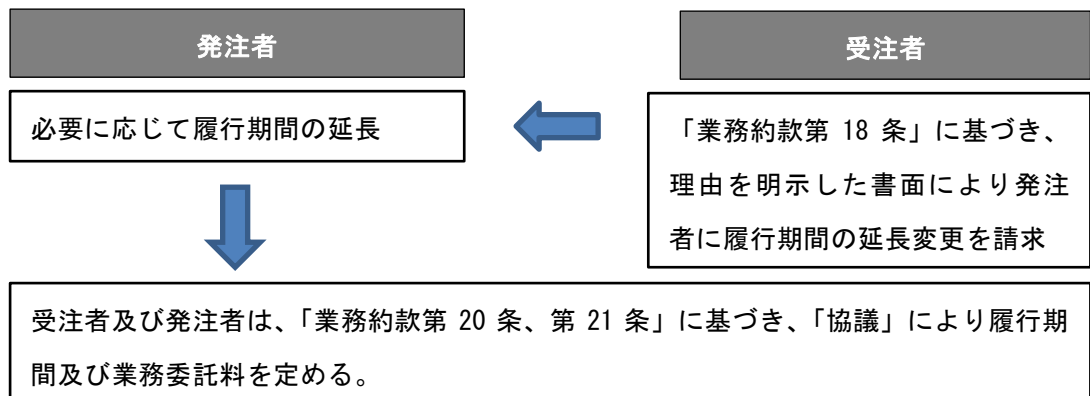 発注者
受注者
必要に応じて履行期間の延長
「業務約款第 18 条」に基づき、
理由を明示した書面により発注
者に履行期間の延長変更を請求
受注者及び発注者は、「業務約款第 20 条、第 21 条」に基づき、「協議」により履行期
間及び業務委託料を定める。